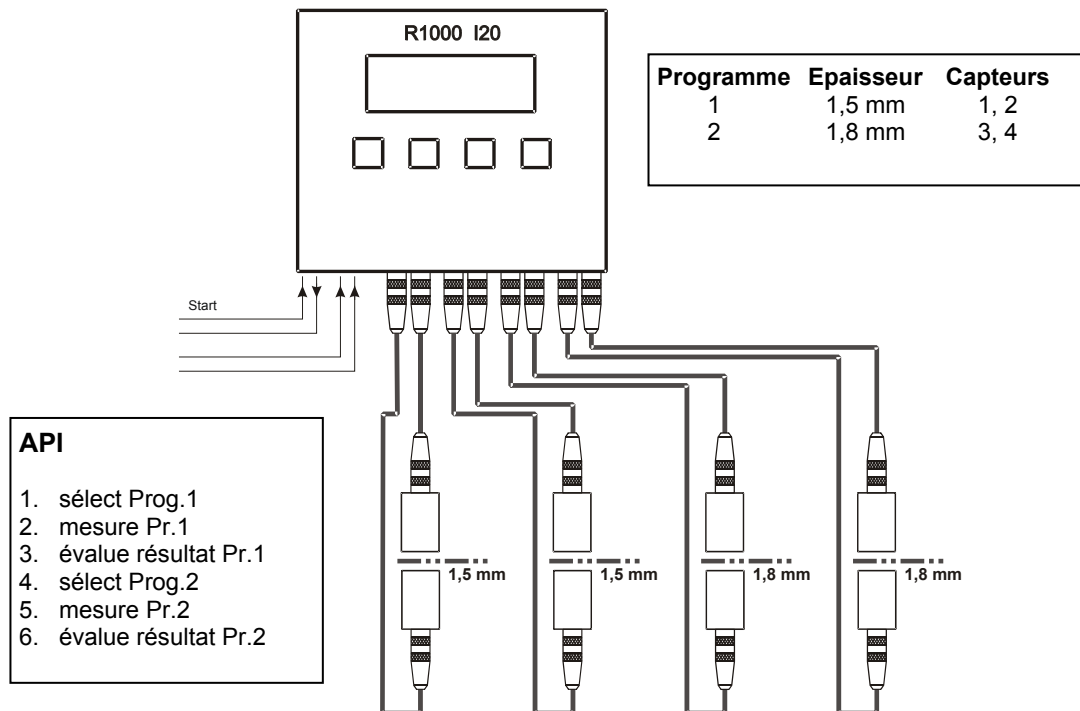 R1000 I20
Programme Epaisseur Capteurs
1 1,5 mm 1, 2
2 1,8 mm 3, 4
Start
API
1. sélect Prog.1
2. mesure Pr.1
3. évalue résultat Pr.1
4. sélect Prog.2
5. mesure Pr.2
6. évalue résultat Pr.2
1,5 mm
1,5 mm
1,8 mm
1,8 mm